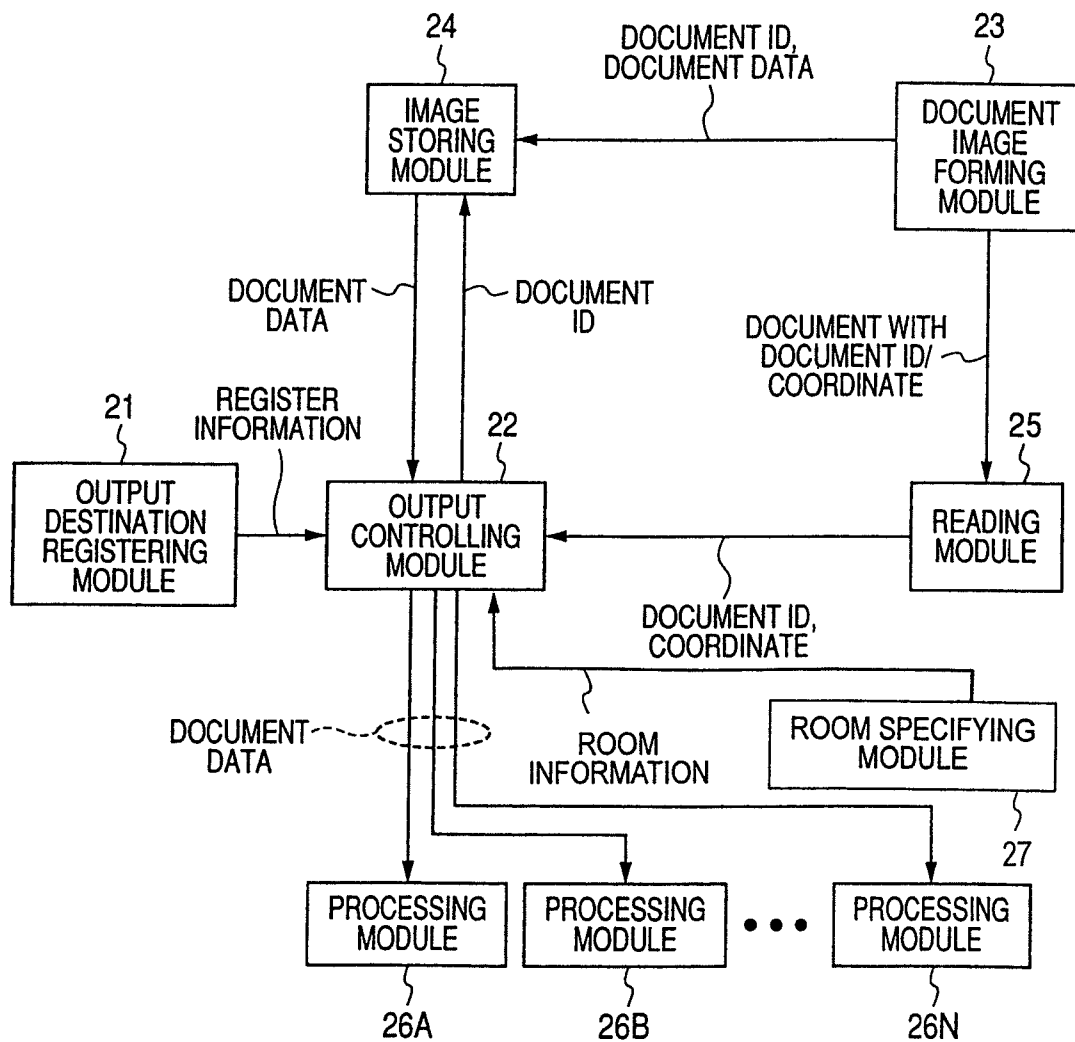 24
DOCUMENT ID,
DOCUMENT DATA
23
IMAGE
STORING
MODULE
DOCUMENT
IMAGE
FORMING
MODULE
DOCUMENT
DATA
DOCUMENT
ID
DOCUMENT WITH
DOCUMENT ID/
COORDINATE
21
REGISTER
INFORMATION
22
25
OUTPUT
DESTINATION
REGISTERING
MODULE
OUTPUT
CONTROLLING
MODULE
READING
MODULE
DOCUMENT ID,
COORDINATE
DOCUMENT
DATA
ROOM
INFORMATION
ROOM SPECIFYING
MODULE
27
PROCESSING
MODULE
PROCESSING
MODULE
PROCESSING
MODULE
26A
26B
26N